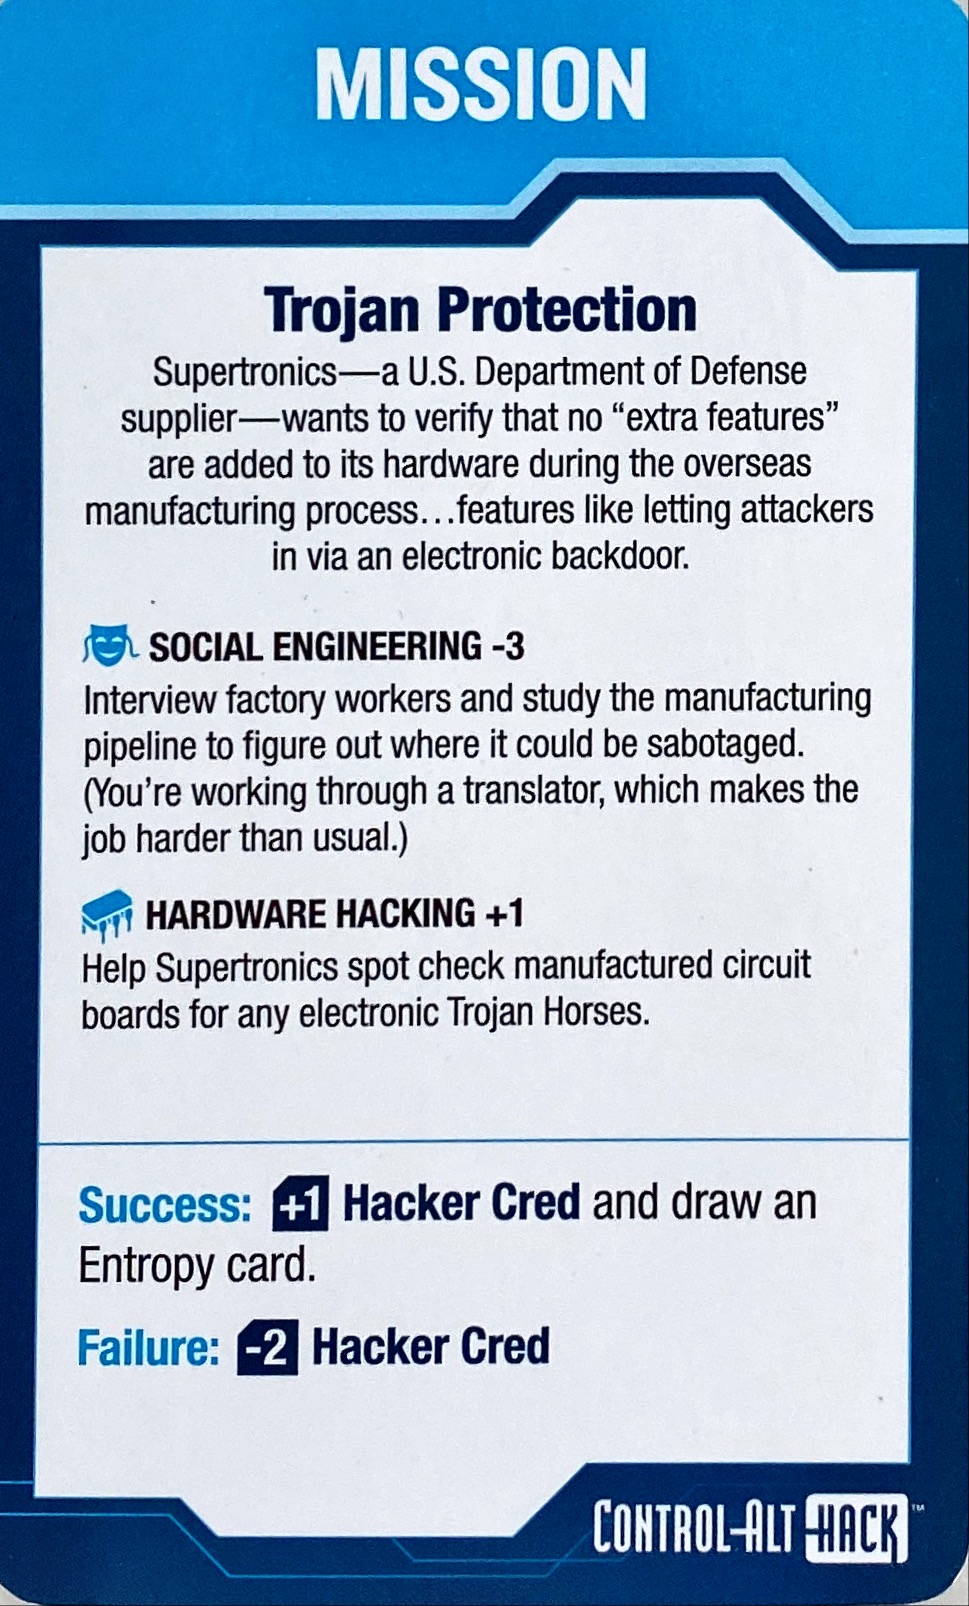 MISSION
Trojan Protection
Supertronics—a U.S. Department of Defense
supplier—wants to verify that no “extra features”
are added to its hardware during the overseas
manufacturing process…features like letting attackers
in via an electronic backdoor.
SOCIAL ENGINEERING -3
Interview factory workers and study the manufacturing
pipeline to figure out where it could be sabotaged.
(You’re working through a translator, which makes the
job harder than usual.)
HARDWARE HACKING +1
Help Supertronics spot check manufactured circuit
boards for any electronic Trojan Horses.
Success: +1 Hacker Cred and draw an
Entropy card.
Failure: -2 Hacker Cred
CONTROL-ALT-HACK™